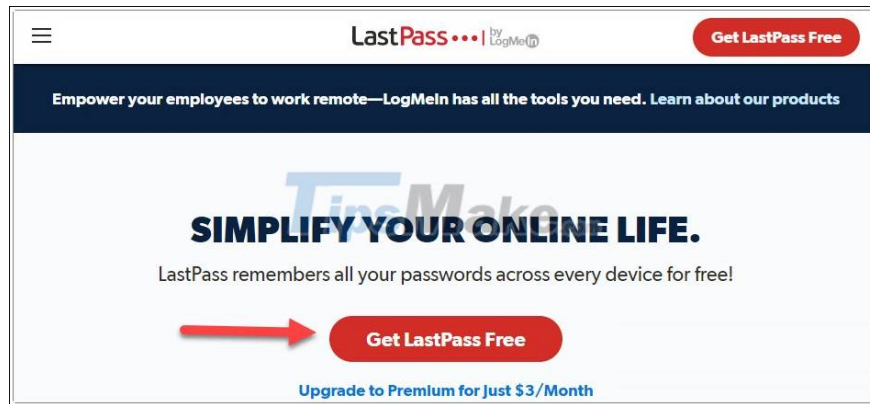 LastPass •••| by LogMeIn
Get LastPass Free
Empower your employees to work remote—LogMeIn has all the tools you need. Learn about our products
TipsMake.com
SIMPLIFY YOUR ONLINE LIFE.
LastPass remembers all your passwords across every device for free!
Get LastPass Free
Upgrade to Premium for Just $3/Month